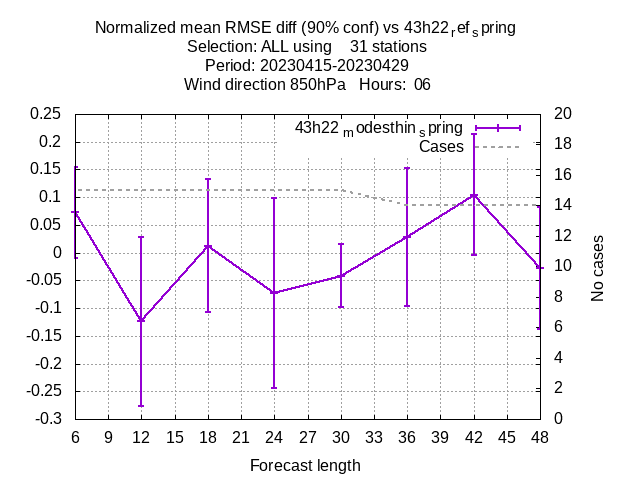 Normalized mean RMSE diff (90% conf) vs 43h22refspring
Selection: ALL using 31 stations
Period: 20230415-20230429
Wind direction 850hPa Hours: 06
43h22modesthinspring
Cases
0.25
0.2
0.15
0.1
0.05
0
-0.05
-0.1
-0.15
-0.2
-0.25
-0.3
20
18
16
14
12
10
8
6
4
2
0
No cases
6 9 12 15 18 21 24 27 30 33 36 39 42 45 48
Forecast length